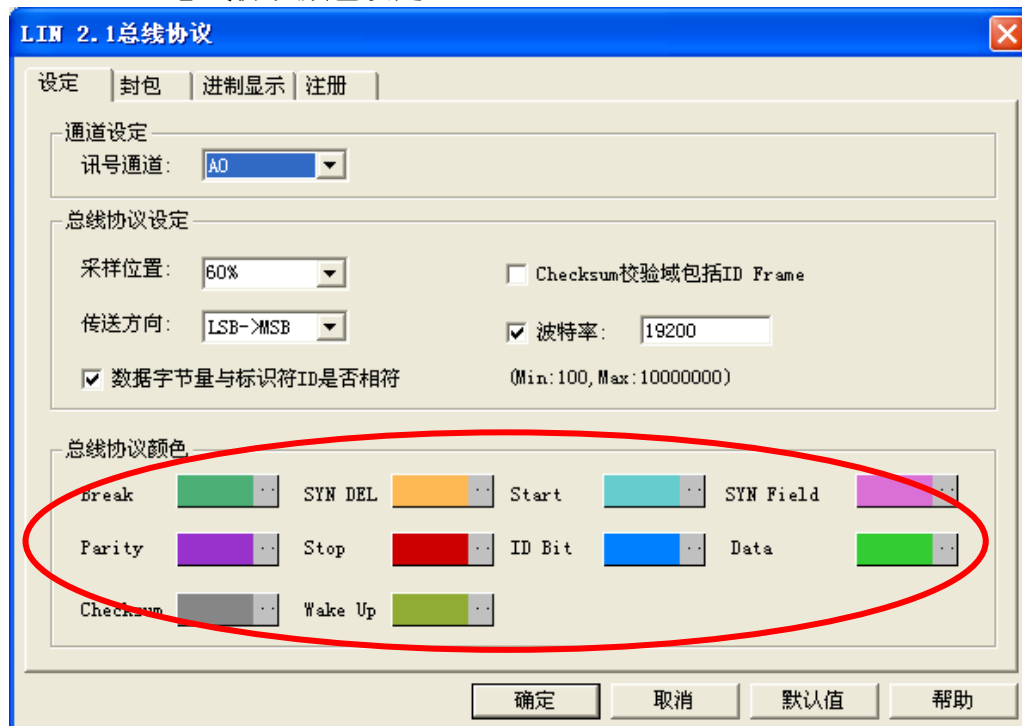 LIN 2.1总线协议
设定 封包 进制显示 注册
通道设定
讯号通道: A0
总线协议设定
采样位置: 60% Checksum校验域包括ID Frame
传送方向: LSB->MSB 波特率: 19200
数据字节量与标识符ID是否相符 (Min:100,Max:10000000)
总线协议颜色
Break SYN DEL Start SYN Field
Parity Stop ID Bit Data
Checksum Wake Up
确定 取消 默认值 帮助